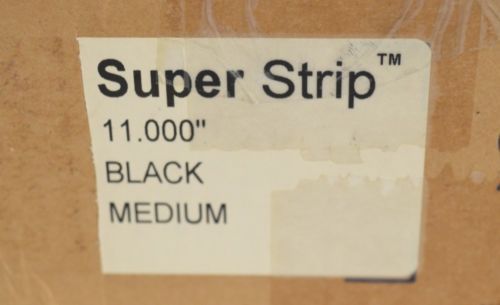 Super Strip™
11.000"
BLACK
MEDIUM